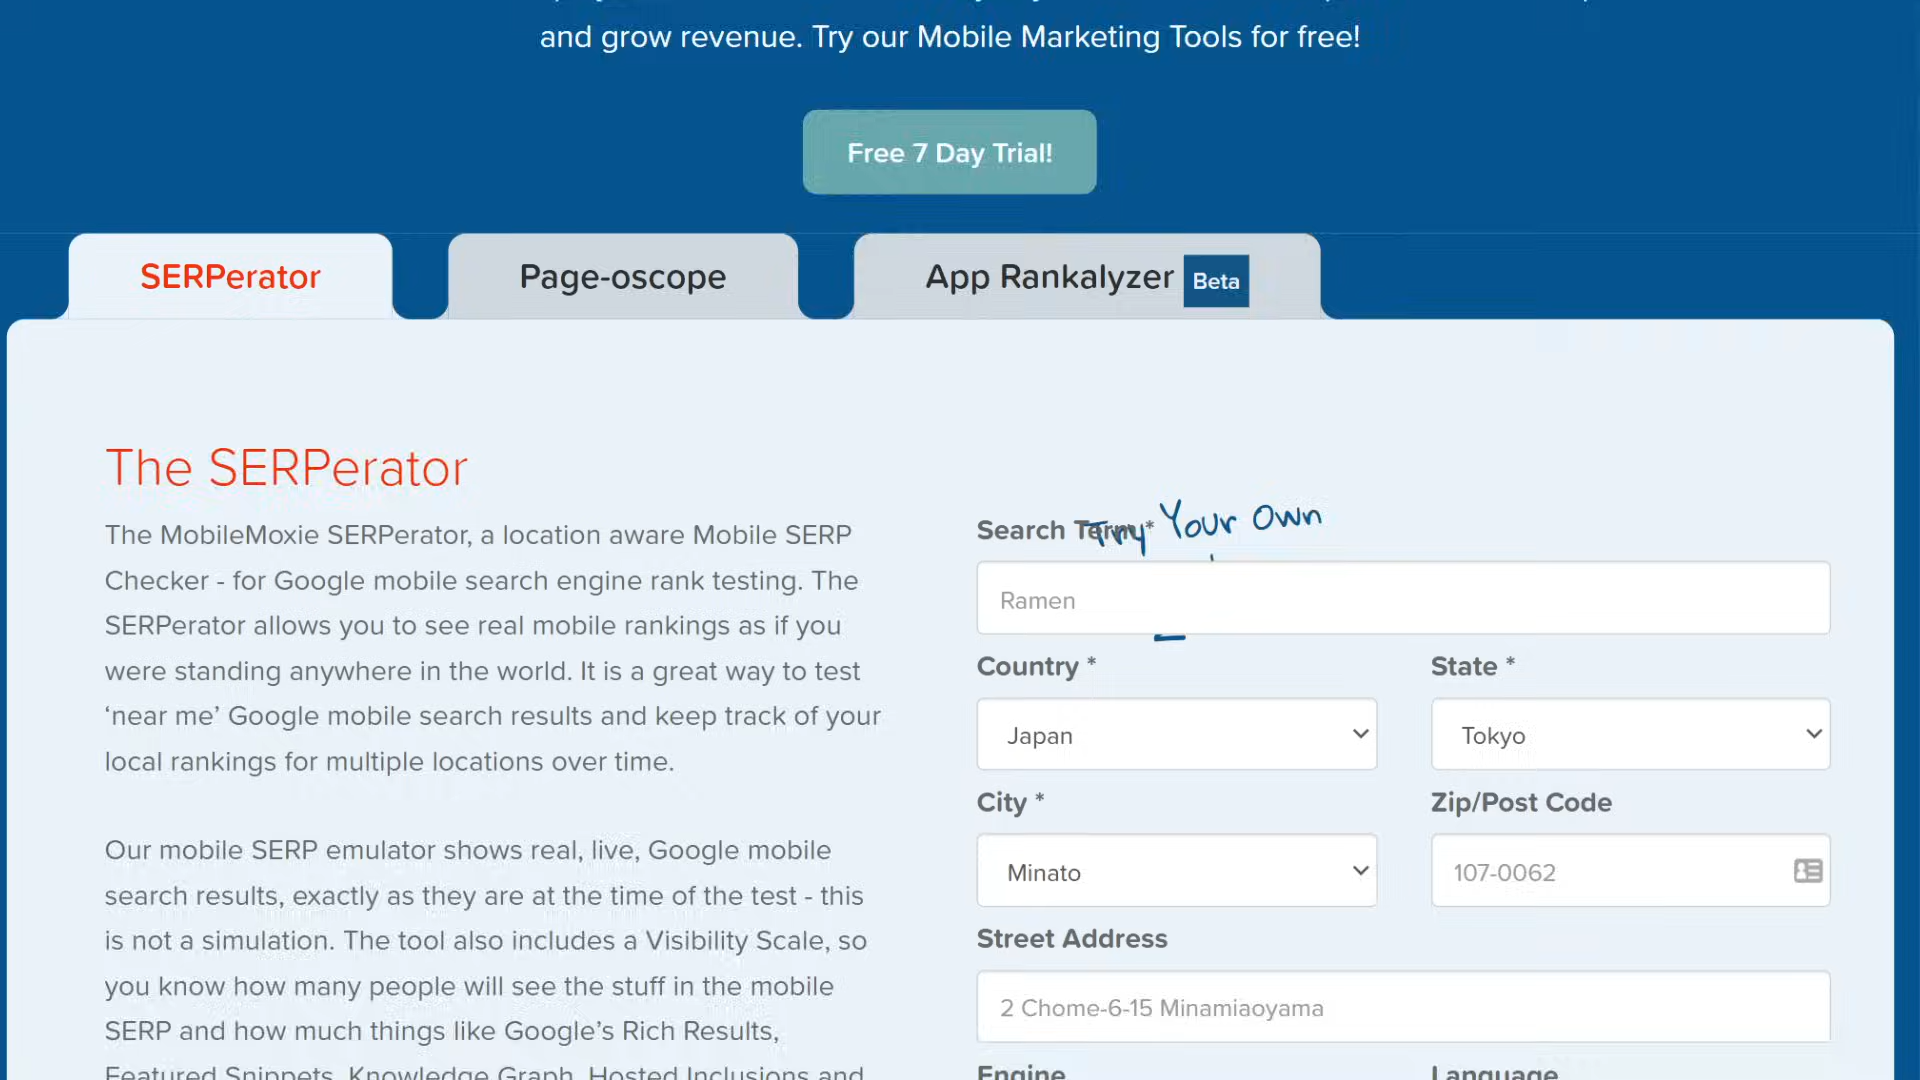 and grow revenue. Try our Mobile Marketing Tools for free!
Free 7 Day Trial!
SERPerator
Page-oscope
App Rankalyzer Beta
The SERPerator
The MobileMoxie SERPerator, a location aware Mobile SERP
Checker - for Google mobile search engine rank testing. The
SERPerator allows you to see real mobile rankings as if you
were standing anywhere in the world. It is a great way to test
‘near me’ Google mobile search results and keep track of your
local rankings for multiple locations over time.
Our mobile SERP emulator shows real, live, Google mobile
search results, exactly as they are at the time of the test - this
is not a simulation. The tool also includes a Visibility Scale, so
you know how many people will see the stuff in the mobile
SERP and how much things like Google’s Rich Results,
Featured Snippets, Knowledge Graph, Hosted Inclusions and
Try Your Own
Search Term*
Ramen
Country *
State *
Japan
Tokyo
City *
Zip/Post Code
Minato
107-0062
Street Address
2 Chome-6-15 Minamiaoyama
Engine
Language